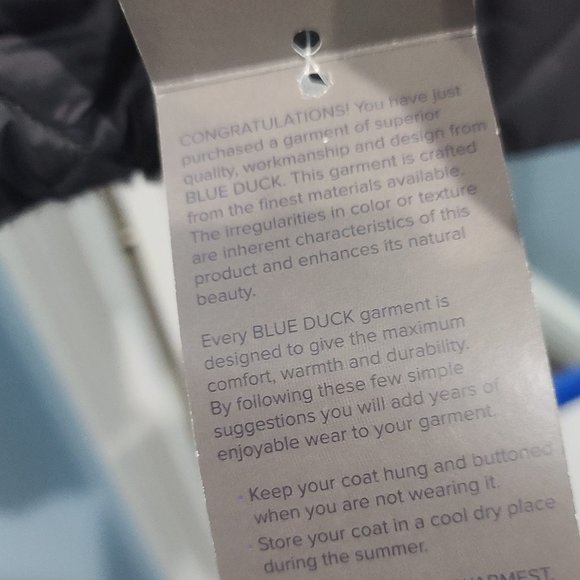 CONGRATULATIONS! You have just
purchased a garment of superior
quality, workmanship and design from
BLUE DUCK. This garment is crafted
from the finest materials available.
The irregularities in color or texture
are inherent characteristics of this
product and enhances its natural
beauty.
Every BLUE DUCK garment is
designed to give the maximum
comfort, warmth and durability.
By following these few simple
suggestions you will add years of
enjoyable wear to your garment.
- Keep your coat hung and buttoned
when you are not wearing it.
- Store your coat in a cool dry place
during the summer.